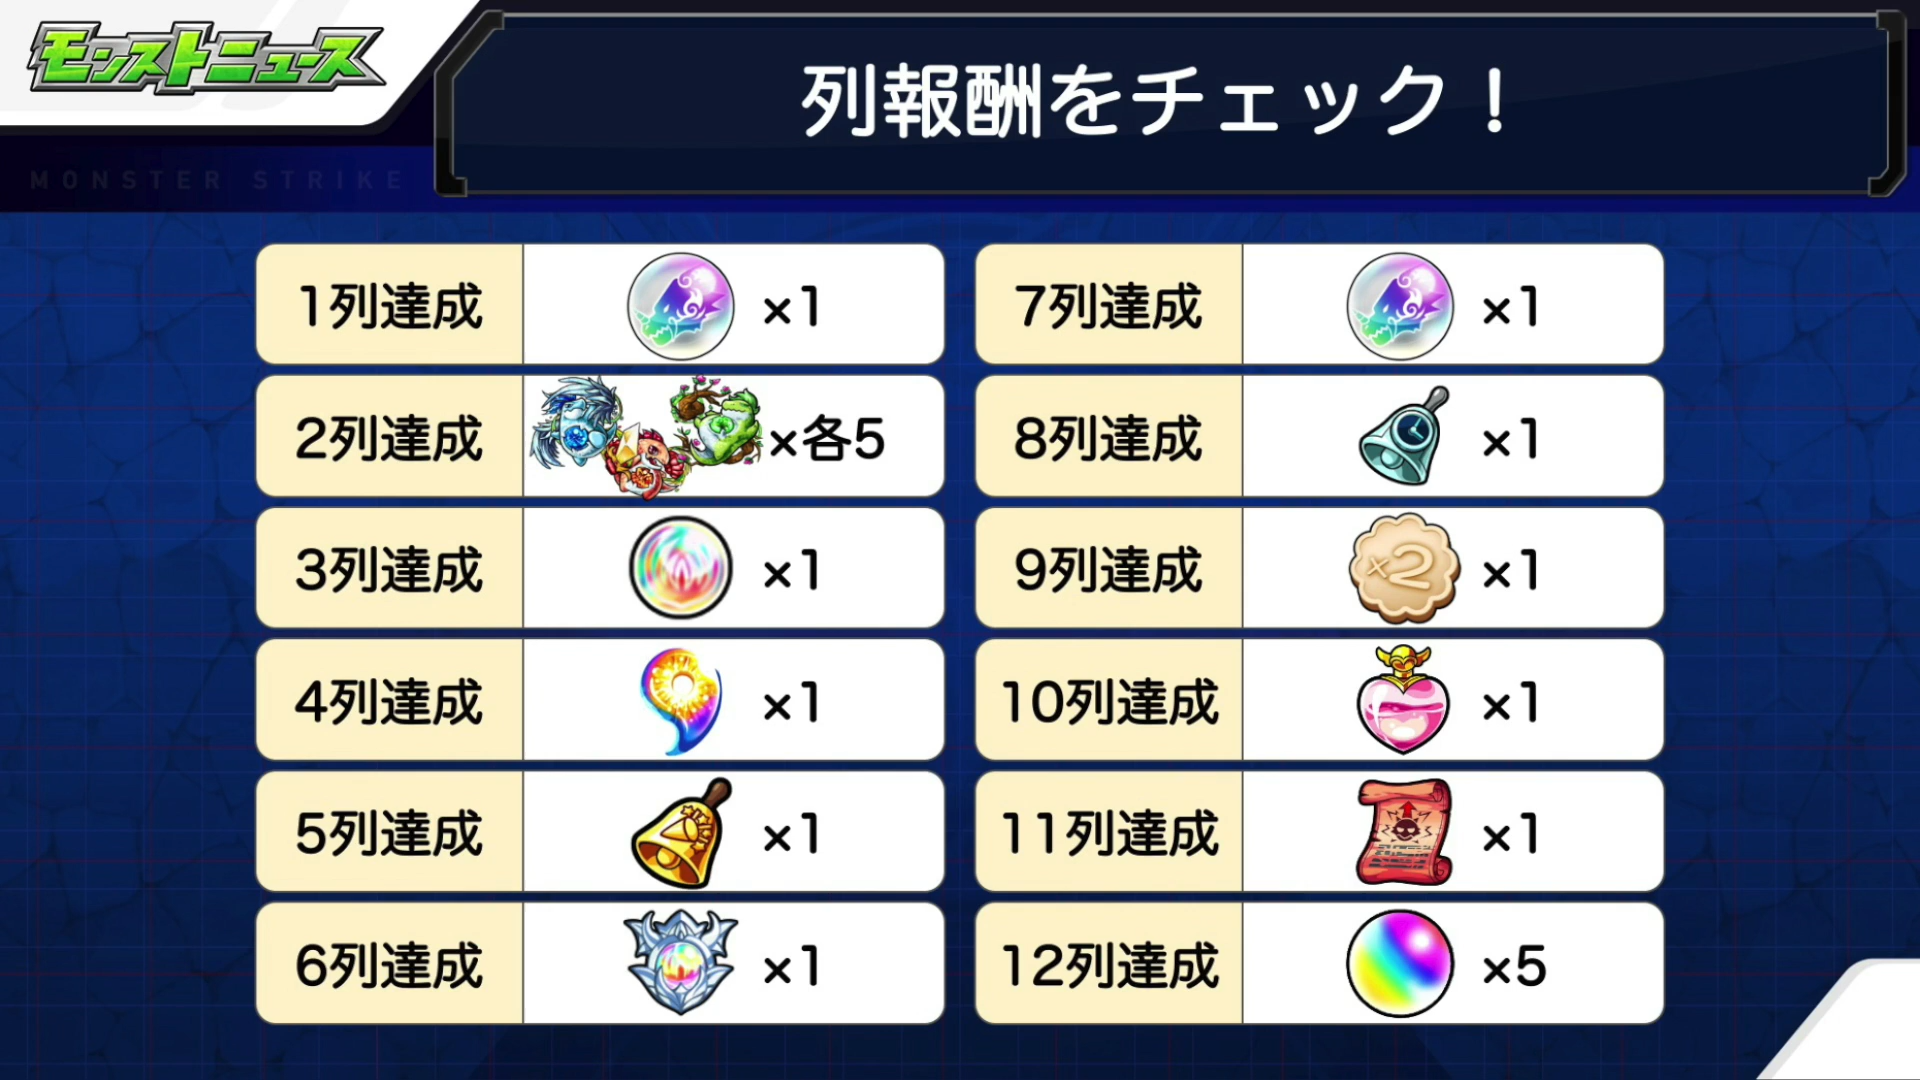 モンストニュース
列報酬をチェック！
MONSTER STRIKE
1列達成 ×1
2列達成 ×各5
3列達成 ×1
4列達成 ×1
5列達成 ×1
6列達成 ×1
7列達成 ×1
8列達成 ×1
9列達成 ×2 ×1
10列達成 ×1
11列達成 ×1
12列達成 ×5